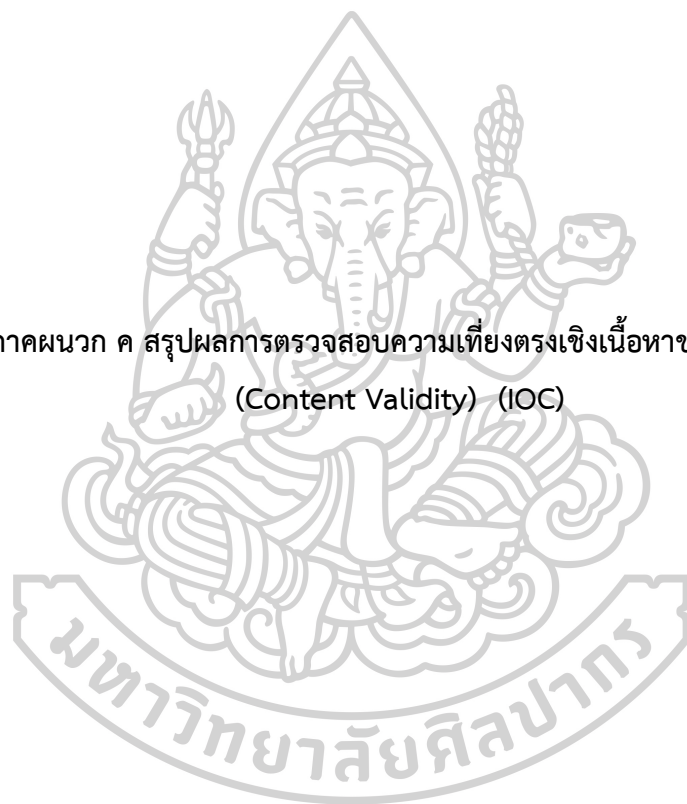 าคผนวก ค สรุปผลการตรวจสอบความเที่ยงตรงเชิงเนื้อหาข
(Content Validity) (IOC)
มหาวิทยาลัยศิลปากร